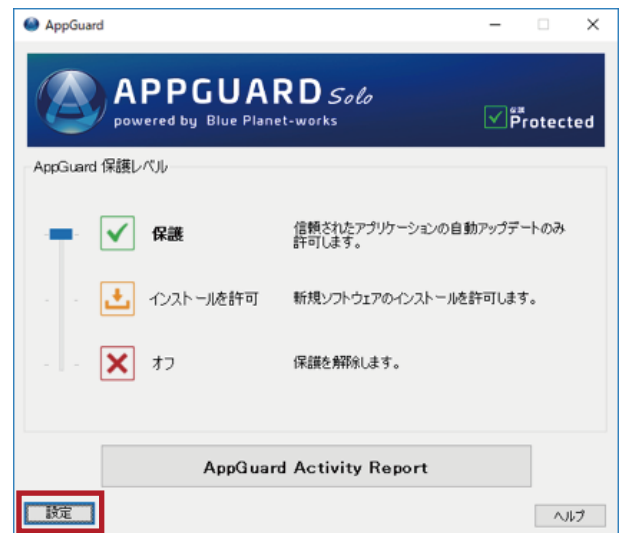 AppGuard
APPGUARD Solo
powered by Blue Planet-works
保護
Protected
AppGuard 保護レベル
保護
信頼されたアプリケーションの自動アップデートのみ
許可します。
インストールを許可
新規ソフトウェアのインストールを許可します。
オフ
保護を解除します。
AppGuard Activity Report
設定
ヘルプ